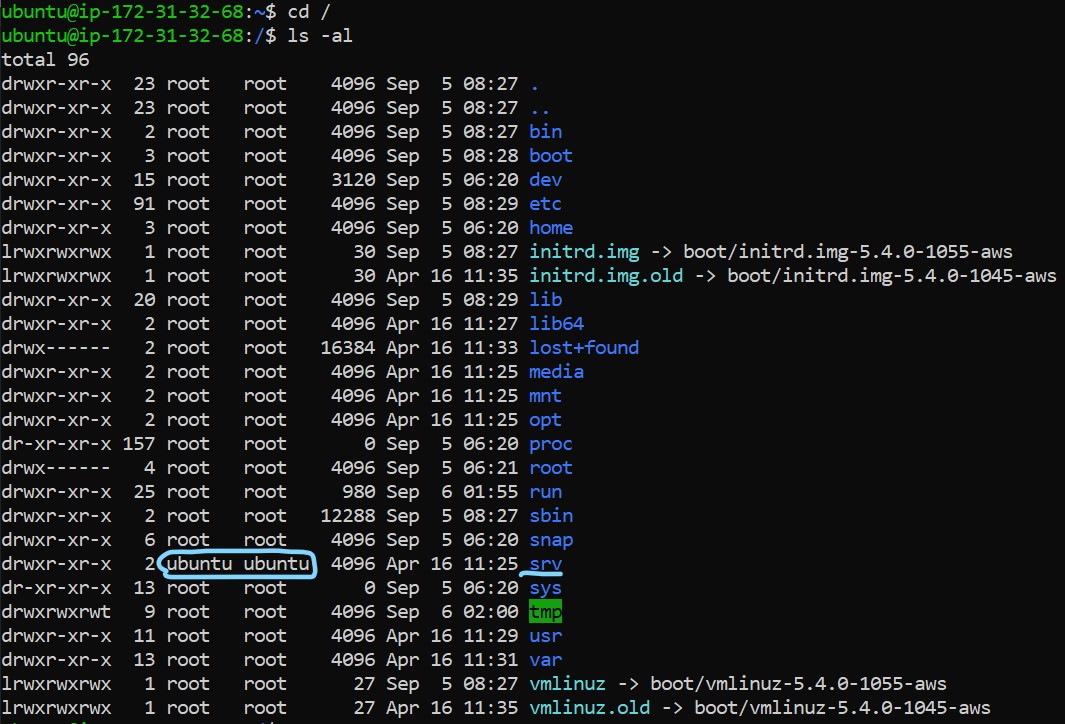 ubuntu@ip-172-31-32-68:~$ cd /
ubuntu@ip-172-31-32-68:/$ ls -al
total 96
drwxr-xr-x  23 root   root    4096 Sep  5 08:27 .
drwxr-xr-x  23 root   root    4096 Sep  5 08:27 ..
drwxr-xr-x   2 root   root    4096 Sep  5 08:27 bin
drwxr-xr-x   3 root   root    4096 Sep  5 08:28 boot
drwxr-xr-x  15 root   root    3120 Sep  5 06:20 dev
drwxr-xr-x  91 root   root    4096 Sep  5 08:29 etc
drwxr-xr-x   3 root   root    4096 Sep  5 06:20 home
lrwxrwxrwx   1 root   root      30 Sep  5 08:27 initrd.img -> boot/initrd.img-5.4.0-1055-aws
lrwxrwxrwx   1 root   root      30 Apr 16 11:35 initrd.img.old -> boot/initrd.img-5.4.0-1045-aws
drwxr-xr-x  20 root   root    4096 Sep  5 08:29 lib
drwxr-xr-x   2 root   root    4096 Apr 16 11:27 lib64
drwx------   2 root   root   16384 Apr 16 11:33 lost+found
drwxr-xr-x   2 root   root    4096 Apr 16 11:25 media
drwxr-xr-x   2 root   root    4096 Apr 16 11:25 mnt
drwxr-xr-x   2 root   root    4096 Apr 16 11:25 opt
dr-xr-xr-x 157 root   root       0 Sep  5 06:20 proc
drwx------   4 root   root    4096 Sep  5 06:21 root
drwxr-xr-x  25 root   root     980 Sep  6 01:55 run
drwxr-xr-x   2 root   root   12288 Sep  5 08:27 sbin
drwxr-xr-x   6 root   root    4096 Sep  5 06:20 snap
drwxr-xr-x   2 ubuntu ubuntu  4096 Apr 16 11:25 srv
dr-xr-xr-x  13 root   root       0 Sep  5 06:20 sys
drwxrwxrwt   9 root   root    4096 Sep  6 02:00 tmp
drwxr-xr-x  11 root   root    4096 Apr 16 11:29 usr
drwxr-xr-x  13 root   root    4096 Apr 16 11:31 var
lrwxrwxrwx   1 root   root      27 Sep  5 08:27 vmlinuz -> boot/vmlinuz-5.4.0-1055-aws
lrwxrwxrwx   1 root   root      27 Apr 16 11:35 vmlinuz.old -> boot/vmlinuz-5.4.0-1045-aws